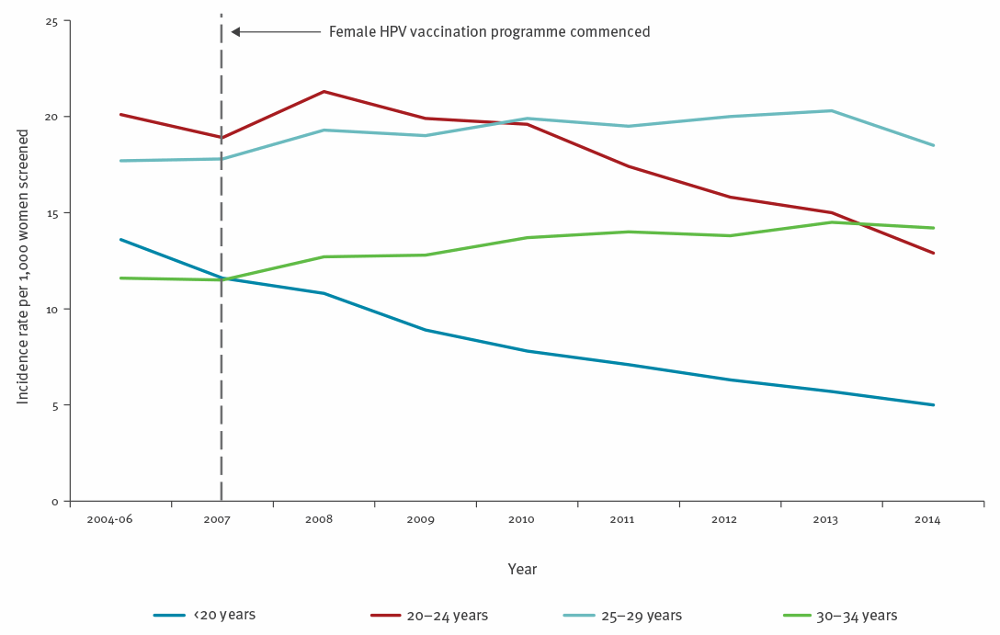 25
Female HPV vaccination programme commenced
20
15
10
5
0
Incidence rate per 1,000 women screened
2004-06 2007 2008 2009 2010 2011 2012 2013 2014
Year
<20 years 20–24 years 25–29 years 30–34 years